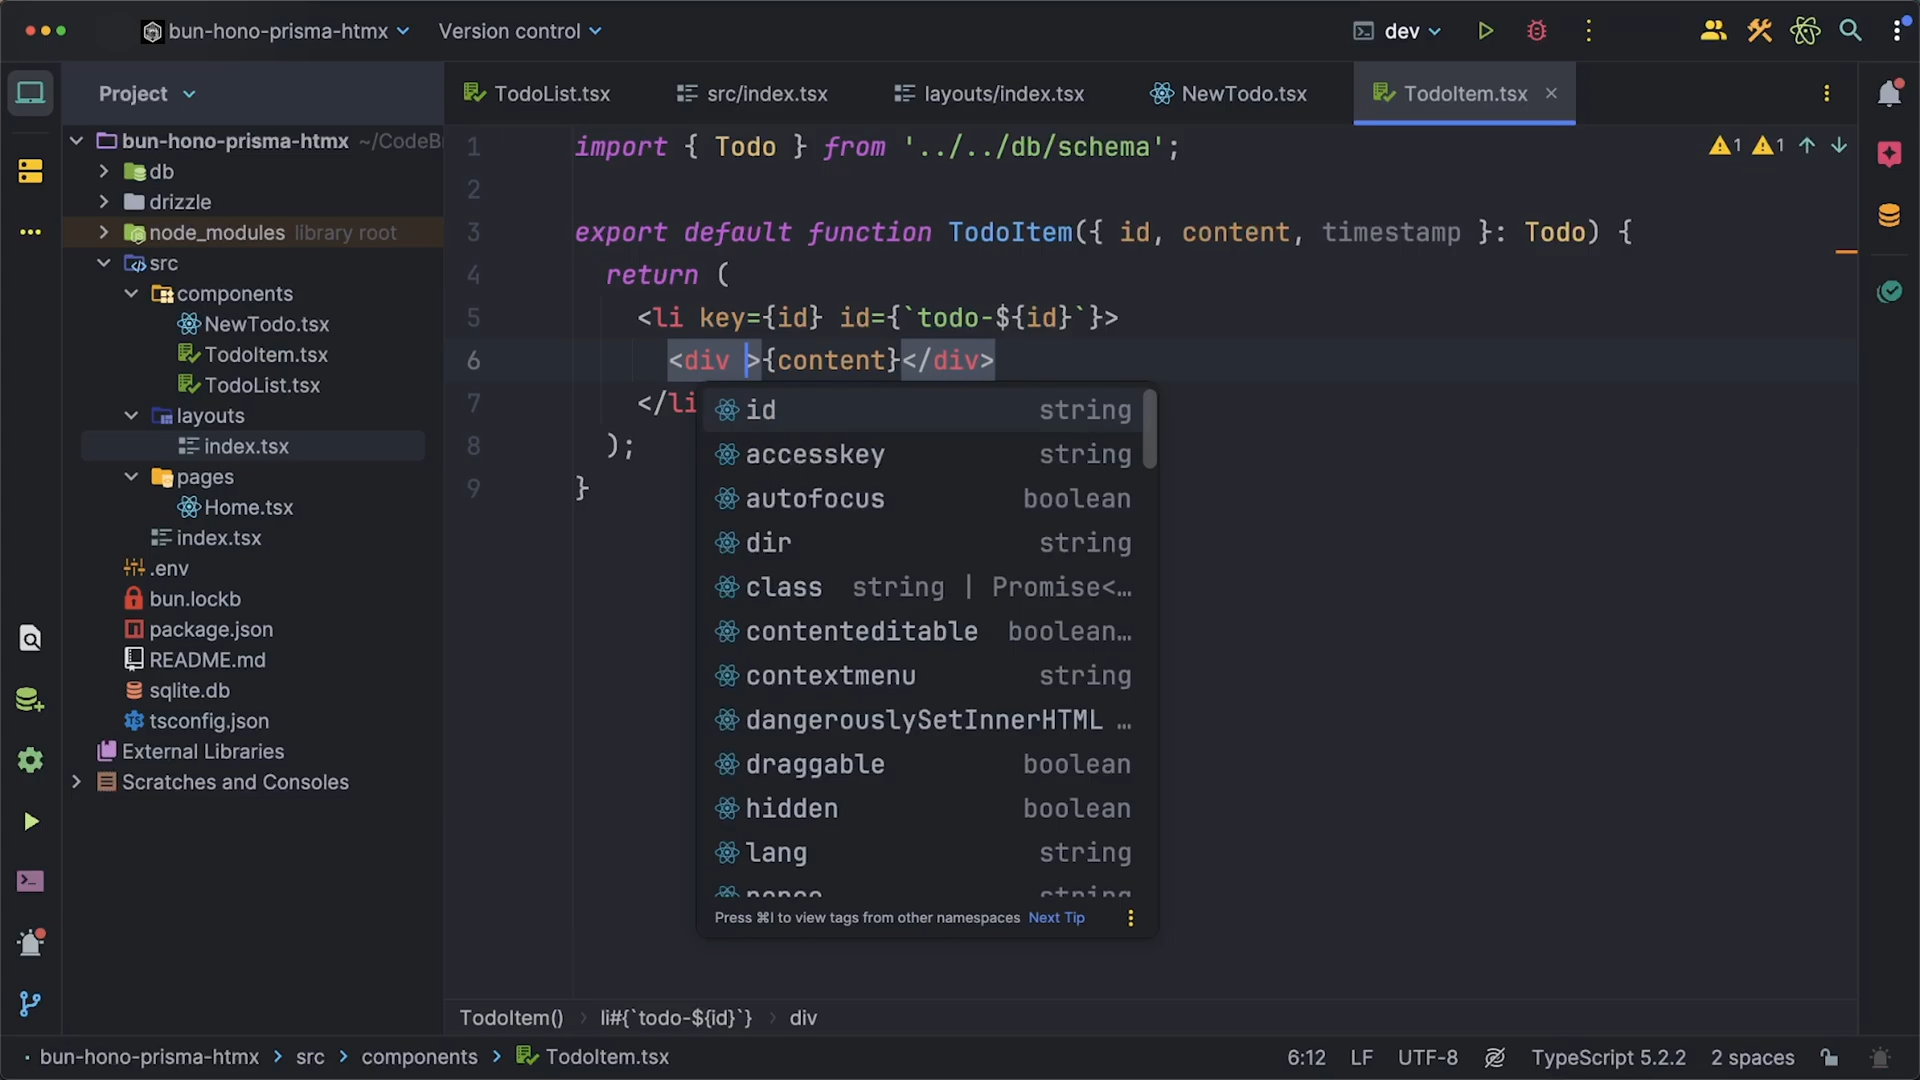 bun-hono-prisma-htmx
Version control
dev
Project
TodoList.tsx
src/index.tsx
layouts/index.tsx
NewTodo.tsx
TodoItem.tsx
bun-hono-prisma-htmx ~/CodeB
db
drizzle
node_modules library root
src
components
NewTodo.tsx
TodoItem.tsx
TodoList.tsx
layouts
index.tsx
pages
Home.tsx
index.tsx
.env
bun.lockb
package.json
README.md
sqlite.db
tsconfig.json
External Libraries
Scratches and Consoles
1 import { Todo } from '../../db/schema';
1 1
2
3 export default function TodoItem({ id, content, timestamp }: Todo) {
4 return (
5 <li key={id} id={`todo-${id}`}>
6 <div >{content}</div>
7 </li
8 );
9 }
id string
accesskey string
autofocus boolean
dir string
class string | Promise<…
contenteditable boolean…
contextmenu string
dangerouslySetInnerHTML …
draggable boolean
hidden boolean
lang string
nonce string
Press ⌘I to view tags from other namespaces Next Tip
TodoItem() li#{`todo-${id}`} div
bun-hono-prisma-htmx src components TodoItem.tsx
6:12 LF UTF-8 TypeScript 5.2.2 2 spaces